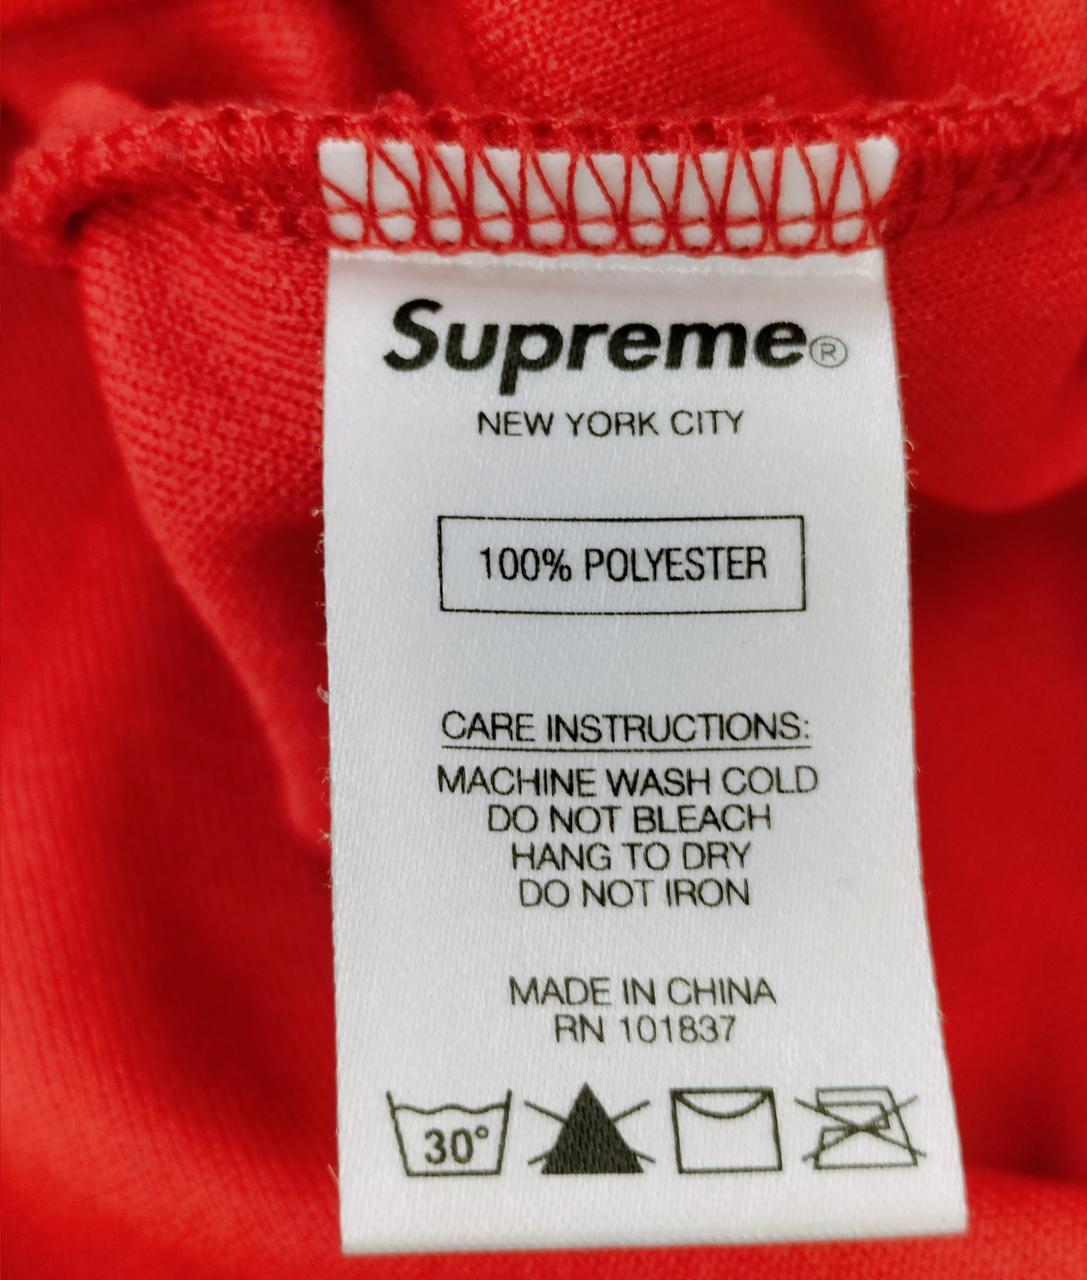 Supreme®
NEW YORK CITY
100% POLYESTER
CARE INSTRUCTIONS:
MACHINE WASH COLD
DO NOT BLEACH
HANG TO DRY
DO NOT IRON
MADE IN CHINA
RN 101837
30°